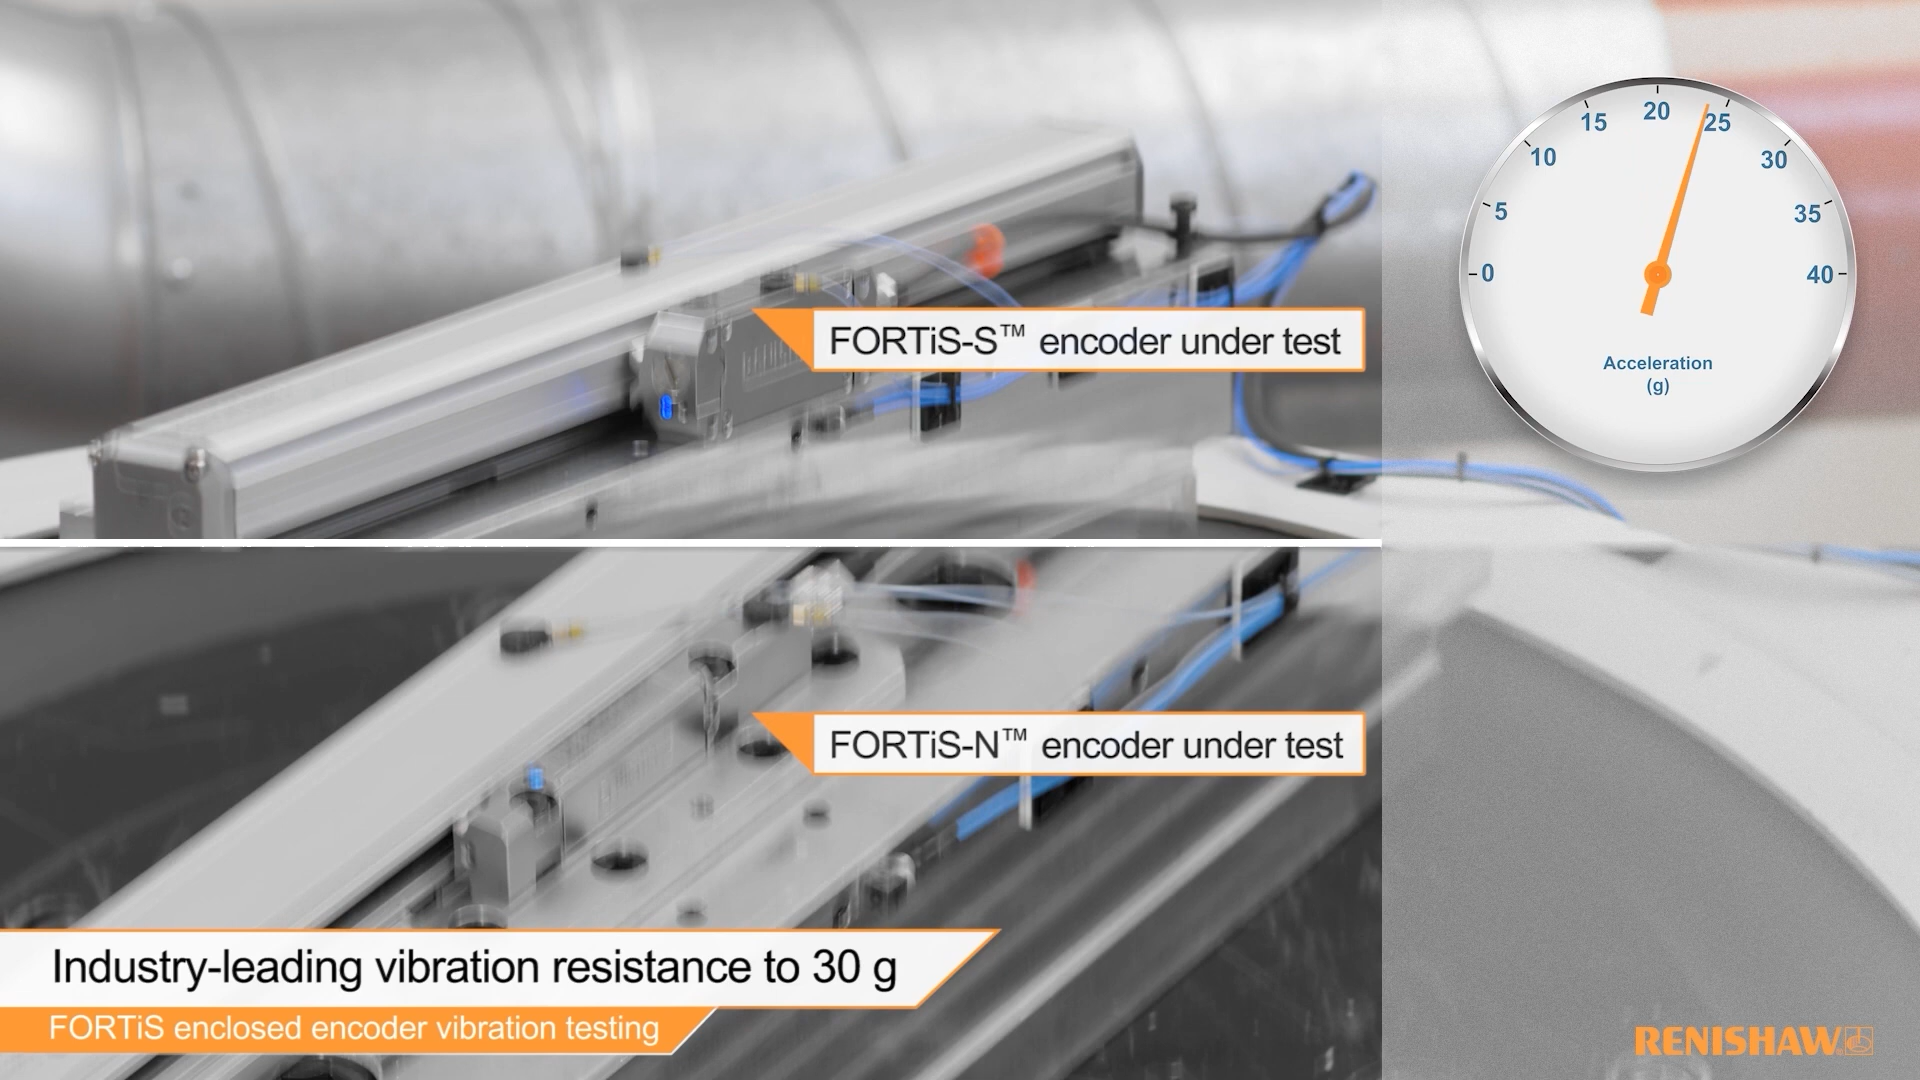 FORTiS-S™ encoder under test
0
5
10
15
20
25
30
35
40
Acceleration
(g)
FORTiS-N™ encoder under test
Industry-leading vibration resistance to 30 g
FORTiS enclosed encoder vibration testing
RENISHAW